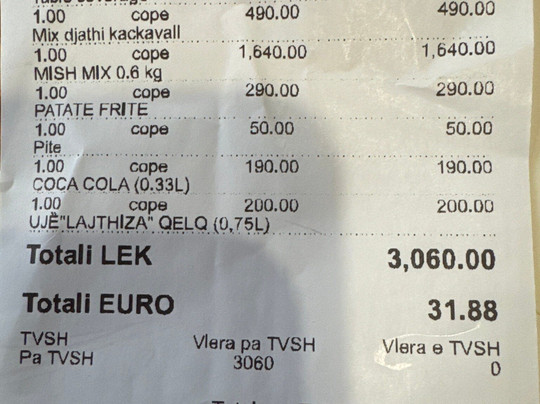 1.00 cope 490.00 490.00
Mix djathi kackavall
1.00 cope 1,640.00 1,640.00
MISH MIX 0.6 kg
1.00 cope 290.00 290.00
PATATE FRITE
1.00 cope 50.00 50.00
Pite
1.00 cope 190.00 190.00
COCA COLA (0.33L)
1.00 cope 200.00 200.00
UJË"LAJTHIZA" QELQ (0,75L)
Totali LEK 3,060.00
Totali EURO 31.88
TVSH Vlera pa TVSH Vlera e TVSH
Pa TVSH 3060 0